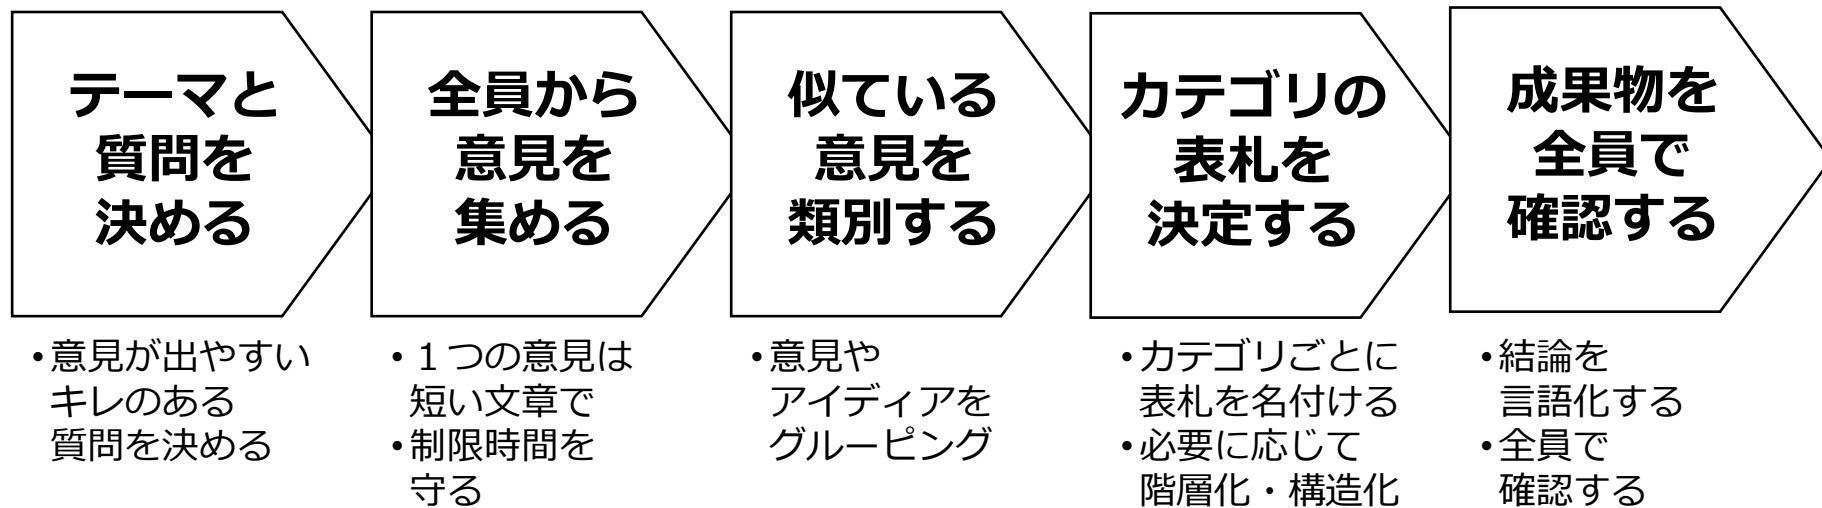 テーマと
質問を
決める
全員から
意見を
集める
似ている
意見を
類別する
カテゴリの
表札を
決定する
成果物を
全員で
確認する
•意見が出やすい
キレのある
質問を決める
•１つの意見は
短い文章で
•制限時間を
守る
•意見や
アイディアを
グルーピング
•カテゴリごとに
表札を名付ける
•必要に応じて
階層化・構造化
•結論を
言語化する
•全員で
確認する